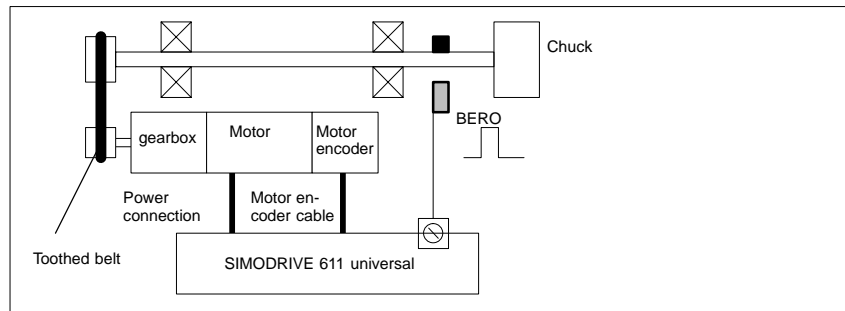 Chuck
BERO
gearbox
Motor
Motor
encoder
Power
connection
Motor en-
coder cable
Toothed belt
SIMODRIVE 611 universal